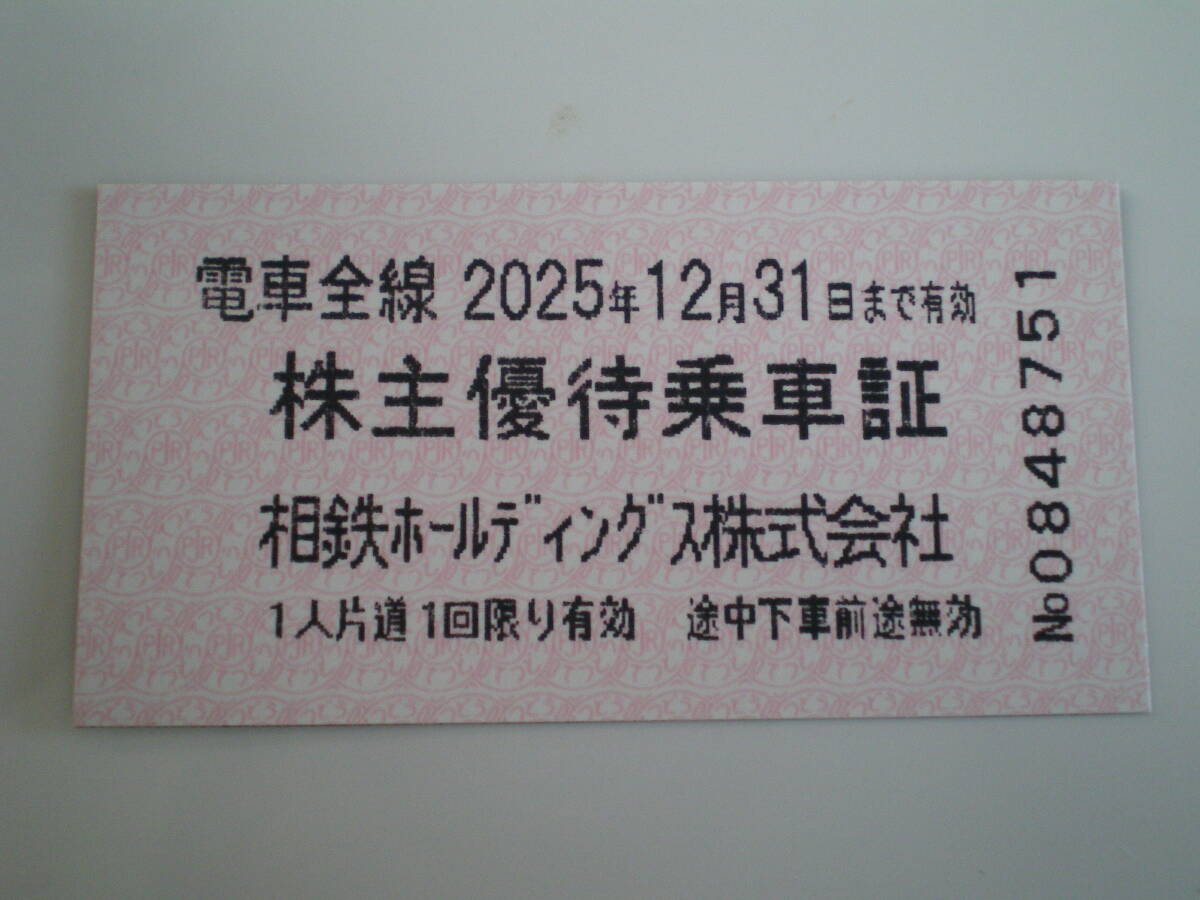 電車全線 2025年12月31日まで有効
株主優待乗車証
相鉄ホールディングス株式会社
1人片道1回限り有効 途中下車前途無効
№0848751